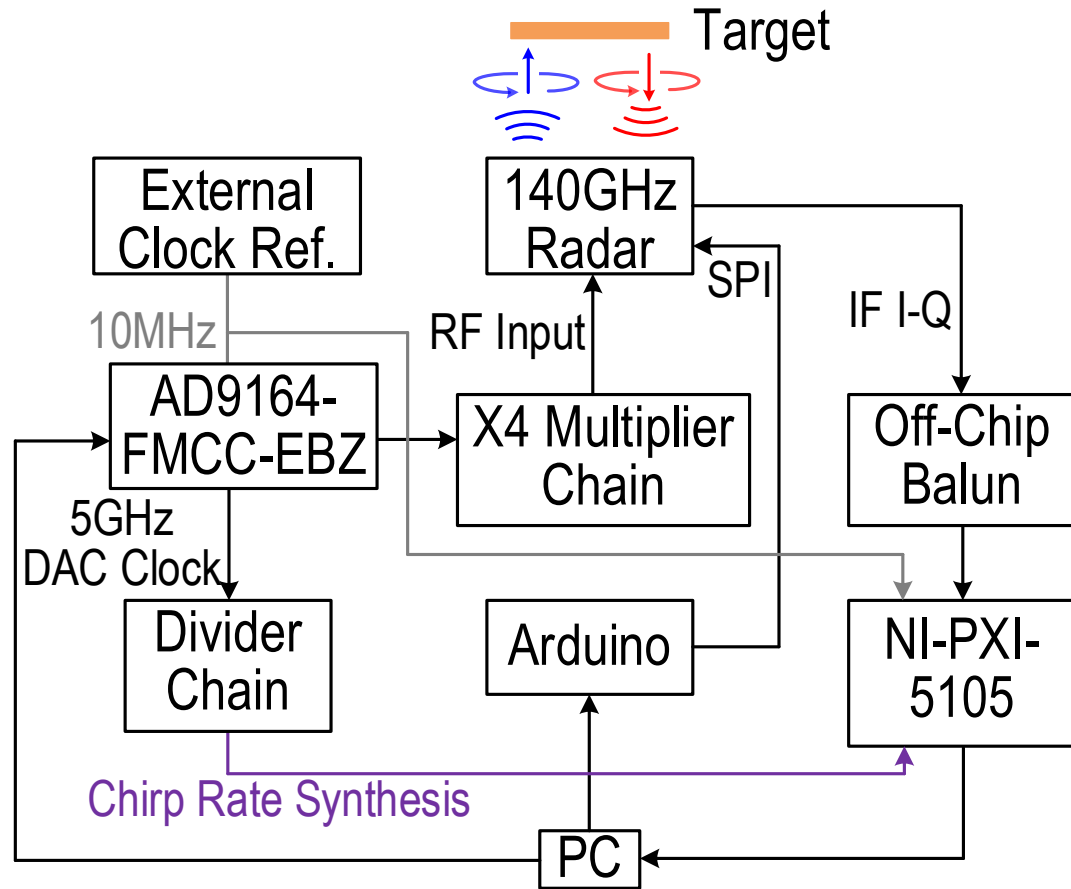 Target
External
Clock Ref.
140GHz
Radar
SPI
IF I-Q
10MHz
RF Input
AD9164-
FMCC-EBZ
X4 Multiplier
Chain
Off-Chip
Balun
5GHz
DAC Clock
Divider
Chain
Arduino
NI-PXI-
5105
Chirp Rate Synthesis
PC